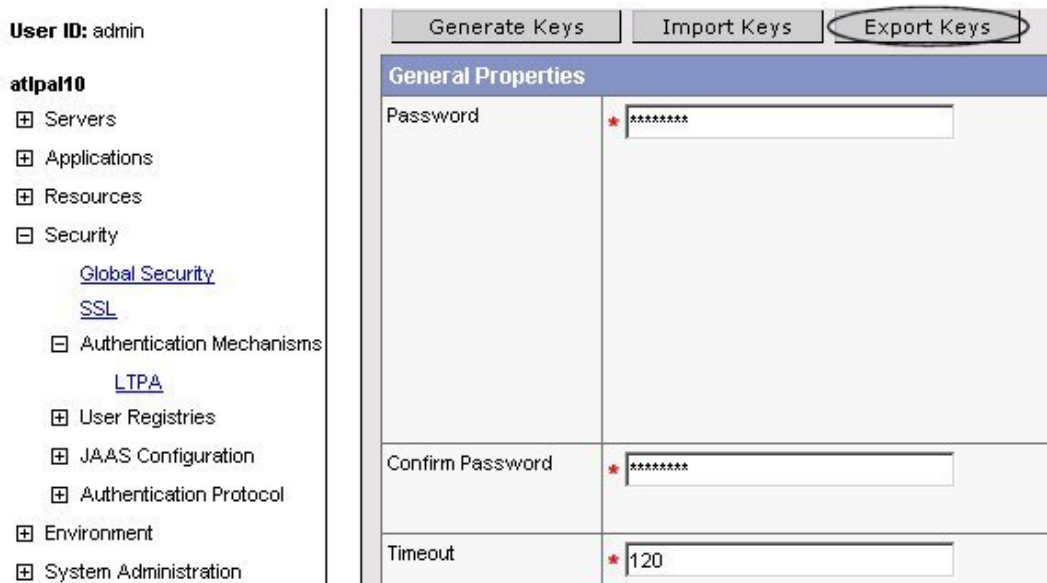 User ID: admin
atlpal10
Servers
Applications
Resources
Security
Global Security
SSL
Authentication Mechanisms
LTPA
User Registries
JAAS Configuration
Authentication Protocol
Environment
System Administration
Generate Keys Import Keys Export Keys
General Properties
Password * ********
Confirm Password * ********
Timeout * 120